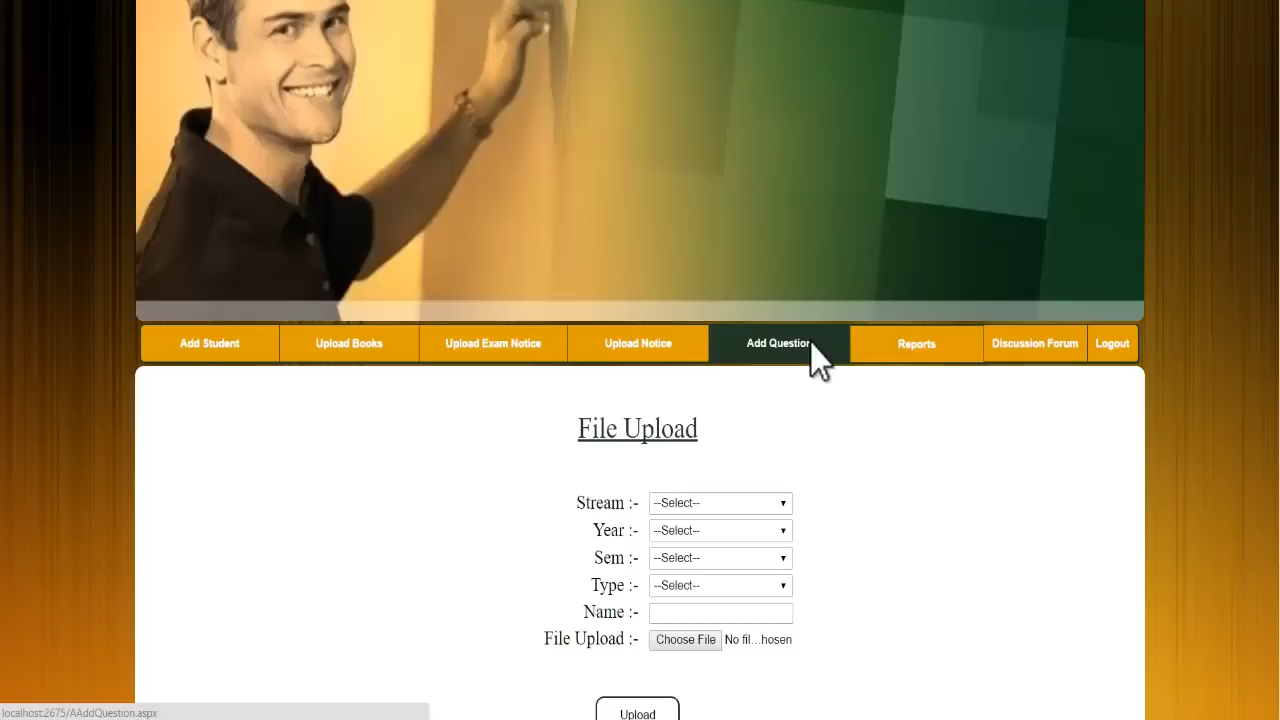 Add Student Upload Books Upload Exam Notice Upload Notice Add Question Reports Discussion Forum Logout
File Upload
Stream :- --Select--
Year :- --Select--
Sem :- --Select--
Type :- --Select--
Name :-
File Upload :- Choose File No fil...hosen
Upload
localhost:2675/AAddQuestion.aspx